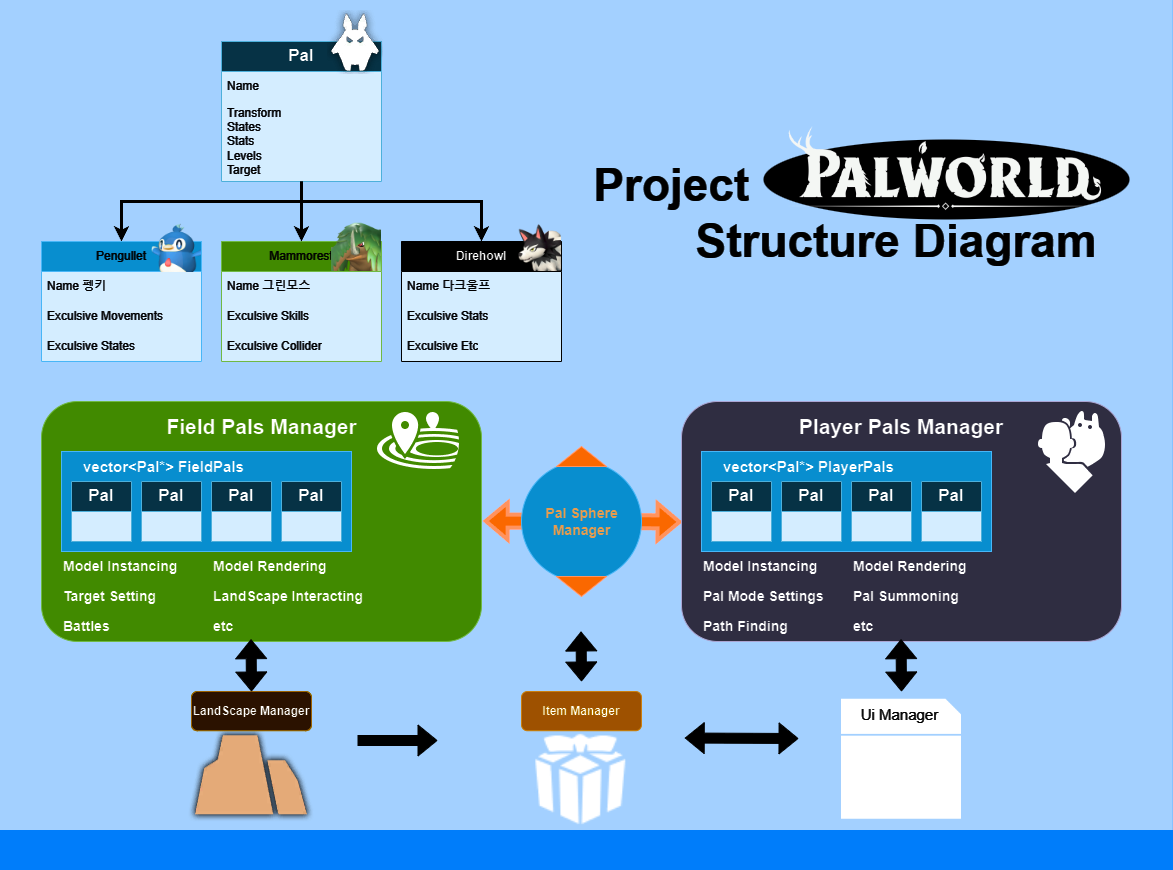 Pal
Name
Transform
States
Stats
Levels
Target
Project PALWORLD
Structure Diagram
Pengullet
Name 펭키
Exculsive Movements
Exculsive States
Mammorest
Name 그린모스
Exculsive Skills
Exculsive Collider
Direhowl
Name 다크울프
Exculsive Stats
Exculsive Etc
Field Pals Manager
vector<Pal*> FieldPals
Pal Pal Pal Pal
Model Instancing Model Rendering
Target Setting LandScape Interacting
Battles etc
Pal Sphere
Manager
Player Pals Manager
vector<Pal*> PlayerPals
Pal Pal Pal Pal
Model Instancing Model Rendering
Pal Mode Settings Pal Summoning
Path Finding etc
LandScape Manager
Item Manager
Ui Manager